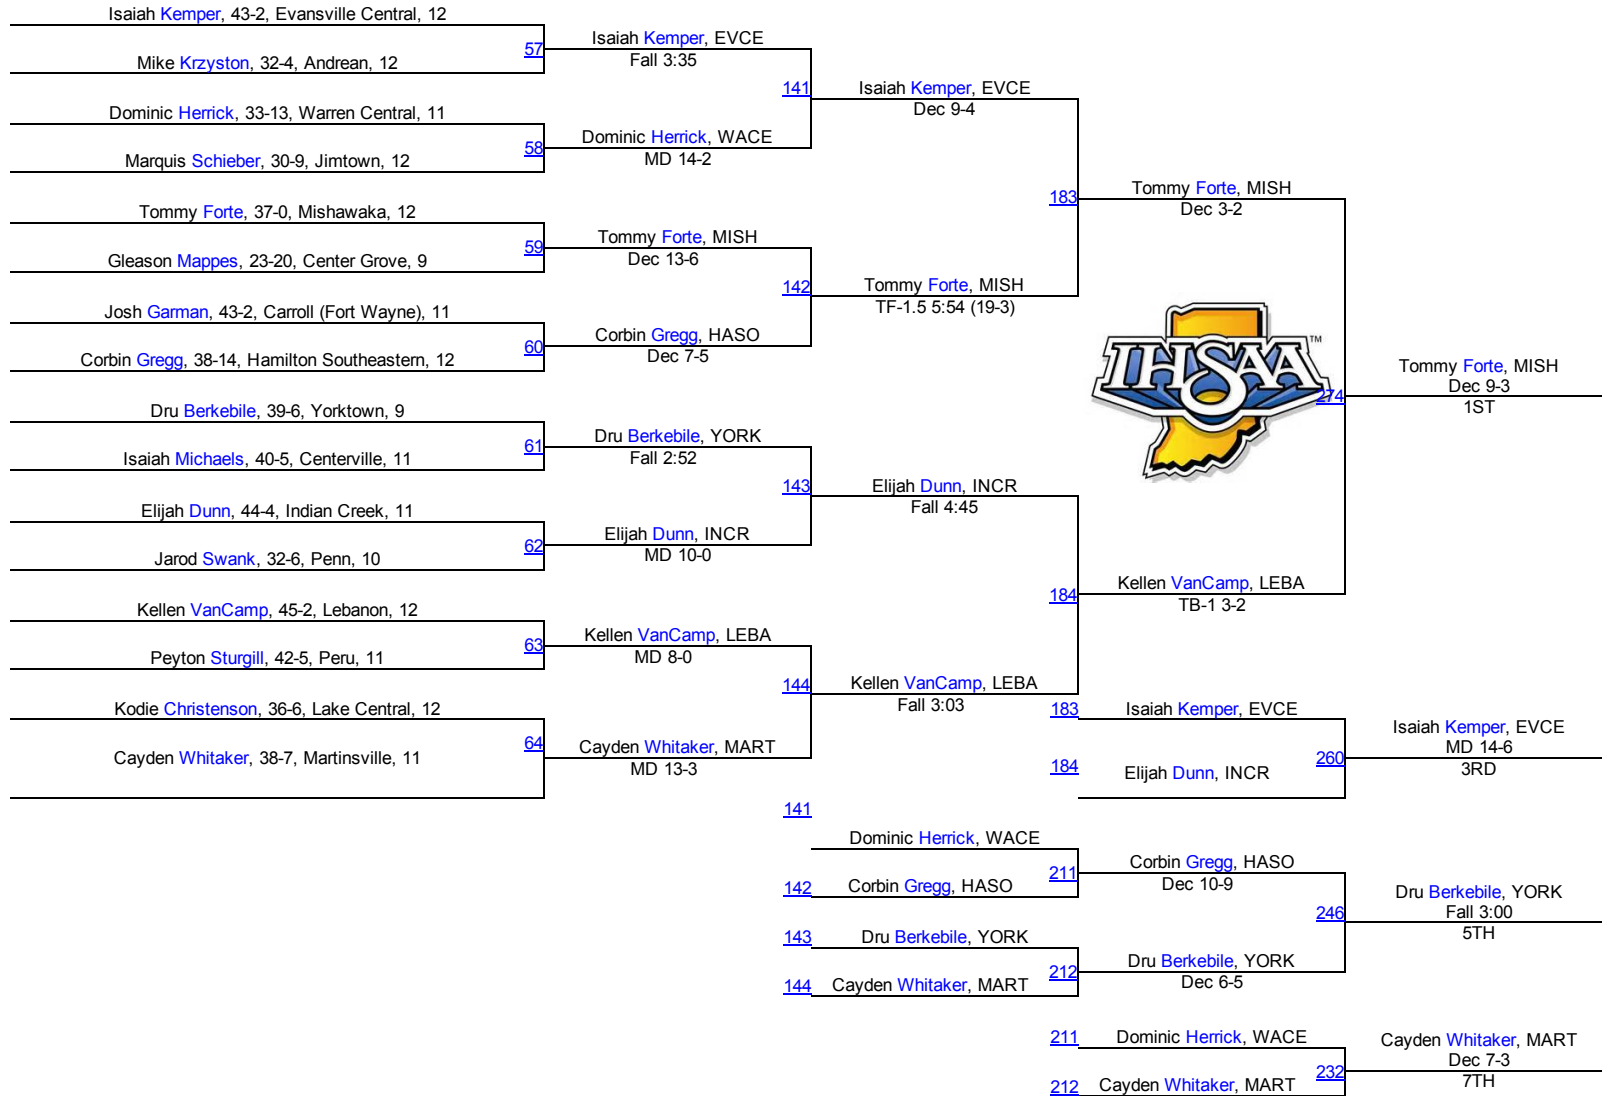 Isaiah Kemper, 43-2, Evansville Central, 12
57
Mike Krzyston, 32-4, Andrean, 12
Isaiah Kemper, EVCE
Fall 3:35
141
Dominic Herrick, 33-13, Warren Central, 11
58
Marquis Schieber, 30-9, Jimtown, 12
Dominic Herrick, WACE
MD 14-2
Isaiah Kemper, EVCE
Dec 9-4
183
Tommy Forte, 37-0, Mishawaka, 12
59
Gleason Mappes, 23-20, Center Grove, 9
Tommy Forte, MISH
Dec 13-6
142
Josh Garman, 43-2, Carroll (Fort Wayne), 11
60
Corbin Gregg, 38-14, Hamilton Southeastern, 12
Corbin Gregg, HASO
Dec 7-5
Tommy Forte, MISH
TF-1.5 5:54 (19-3)
Tommy Forte, MISH
Dec 3-2
IHSAA™
274
Tommy Forte, MISH
Dec 9-3
1ST
Dru Berkebile, 39-6, Yorktown, 9
61
Isaiah Michaels, 40-5, Centerville, 11
Dru Berkebile, YORK
Fall 2:52
143
Elijah Dunn, 44-4, Indian Creek, 11
62
Jarod Swank, 32-6, Penn, 10
Elijah Dunn, INCR
MD 10-0
Elijah Dunn, INCR
Fall 4:45
184
Kellen VanCamp, LEBA
TB-1 3-2
Kellen VanCamp, 45-2, Lebanon, 12
63
Peyton Sturgill, 42-5, Peru, 11
Kellen VanCamp, LEBA
MD 8-0
144
Kodie Christenson, 36-6, Lake Central, 12
64
Cayden Whitaker, 38-7, Martinsville, 11
Cayden Whitaker, MART
MD 13-3
Kellen VanCamp, LEBA
Fall 3:03
183
Isaiah Kemper, EVCE
184
Elijah Dunn, INCR
260
Isaiah Kemper, EVCE
MD 14-6
3RD
141
Dominic Herrick, WACE
142
Corbin Gregg, HASO
211
Corbin Gregg, HASO
Dec 10-9
143
Dru Berkebile, YORK
144
Cayden Whitaker, MART
212
Dru Berkebile, YORK
Dec 6-5
246
Dru Berkebile, YORK
Fall 3:00
5TH
211
Dominic Herrick, WACE
212
Cayden Whitaker, MART
232
Cayden Whitaker, MART
Dec 7-3
7TH